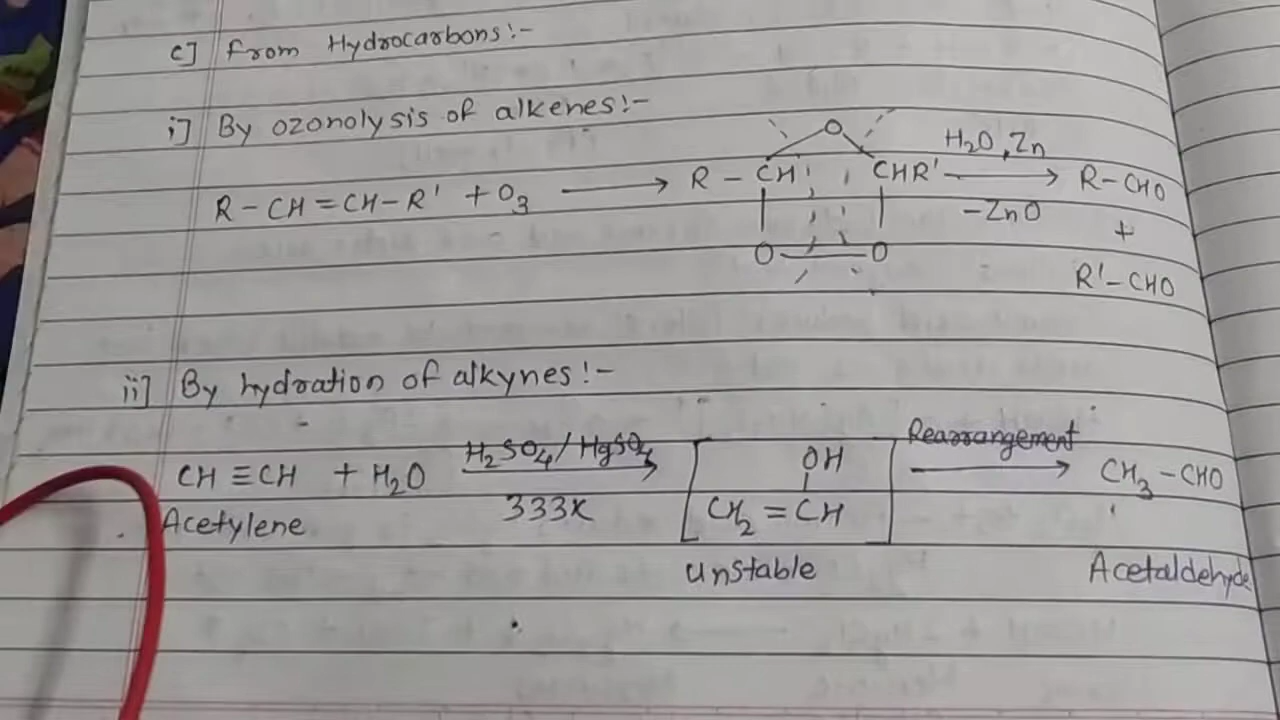 c] from Hydrocarbons:-
i] By ozonolysis of alkenes:-
R - CH = CH - R' + O₃ ⟶ R - CH CHR' ⟶ R - CHO
O
H₂O, Zn
- ZnO
+
O O
R' - CHO
ii] By hydration of alkynes:-
CH ≡ CH + H₂O ⟶ [CH₂ = CH] ⟶ CH₃ - CHO
H₂SO₄ / HgSO₄
333K
OH
Rearrangement
Acetylene
unstable
Acetaldehyde